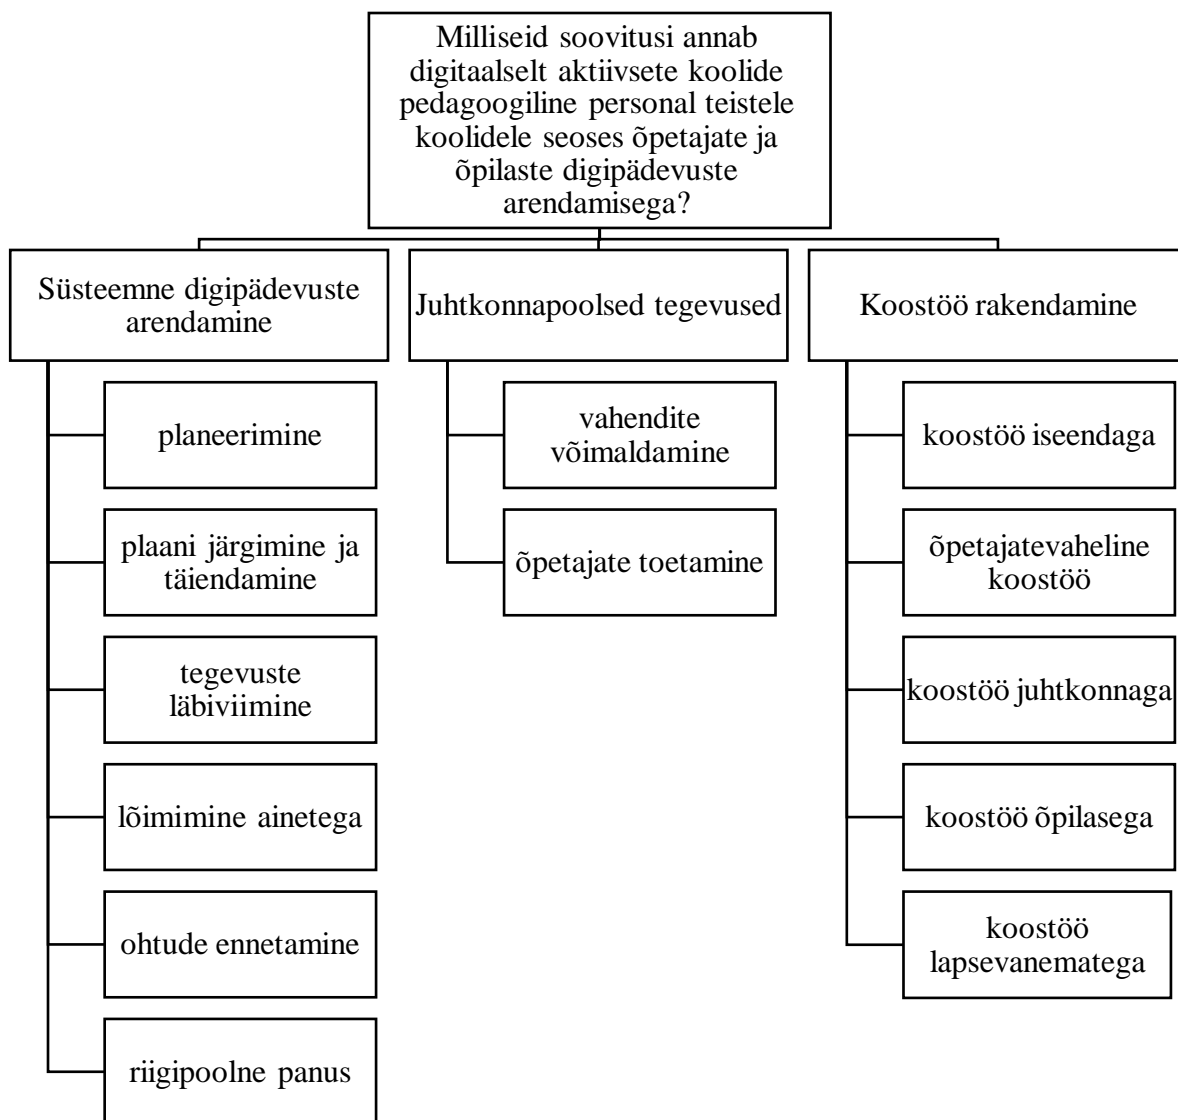 Milliseid soovitusi annab
digitaalselt aktiivsete koolide
pedagoogiline personal teistele
koolidele seoses õpetajate ja
õpilaste digipädevuste
arendamisega?
Süsteemne digipädevuste
arendamine
planeerimine
plaani järgimine ja
täiendamine
tegevuste
läbiviimine
lõimimine ainetega
ohtude ennetamine
riigipoolne panus
Juhtkonnapoolsed tegevused
vahendite
võimaldamine
õpetajate toetamine
Koostöö rakendamine
koostöö iseendaga
õpetajatevaheline
koostöö
koostöö juhtkonnaga
koostöö õpilasega
koostöö
lapsevanematega